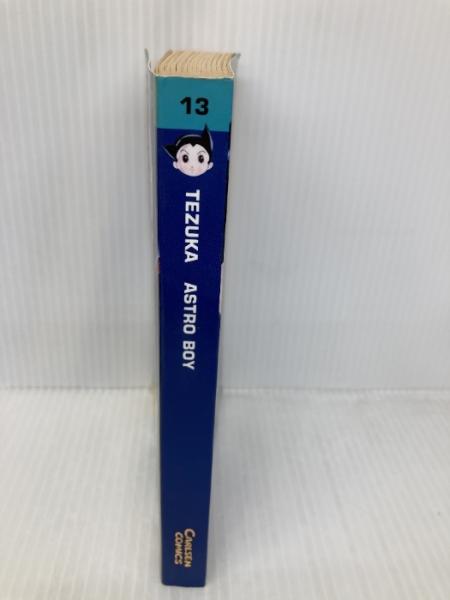 13
TEZUKA ASTRO BOY
CARLSEN
COMICS